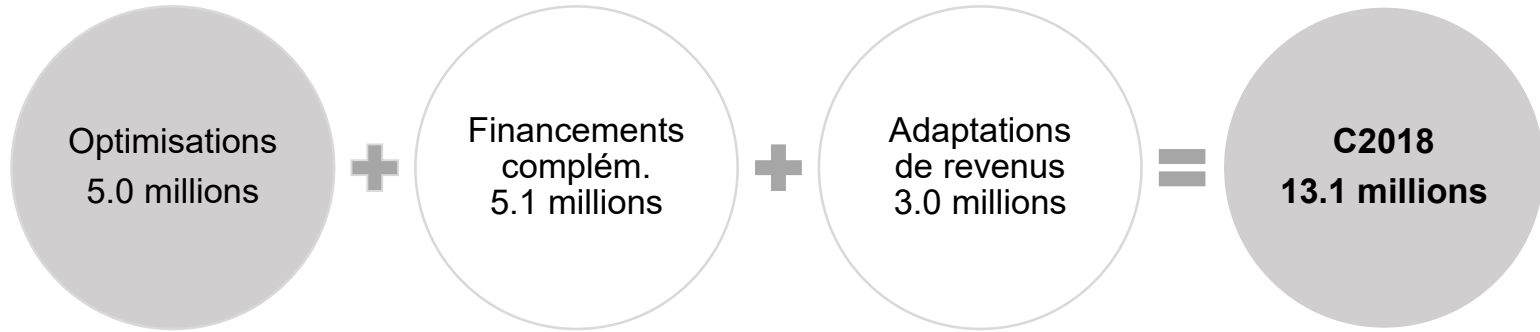 Optimisations
5.0 millions
Financements
complém.
5.1 millions
Adaptations
de revenus
3.0 millions
C2018
13.1 millions